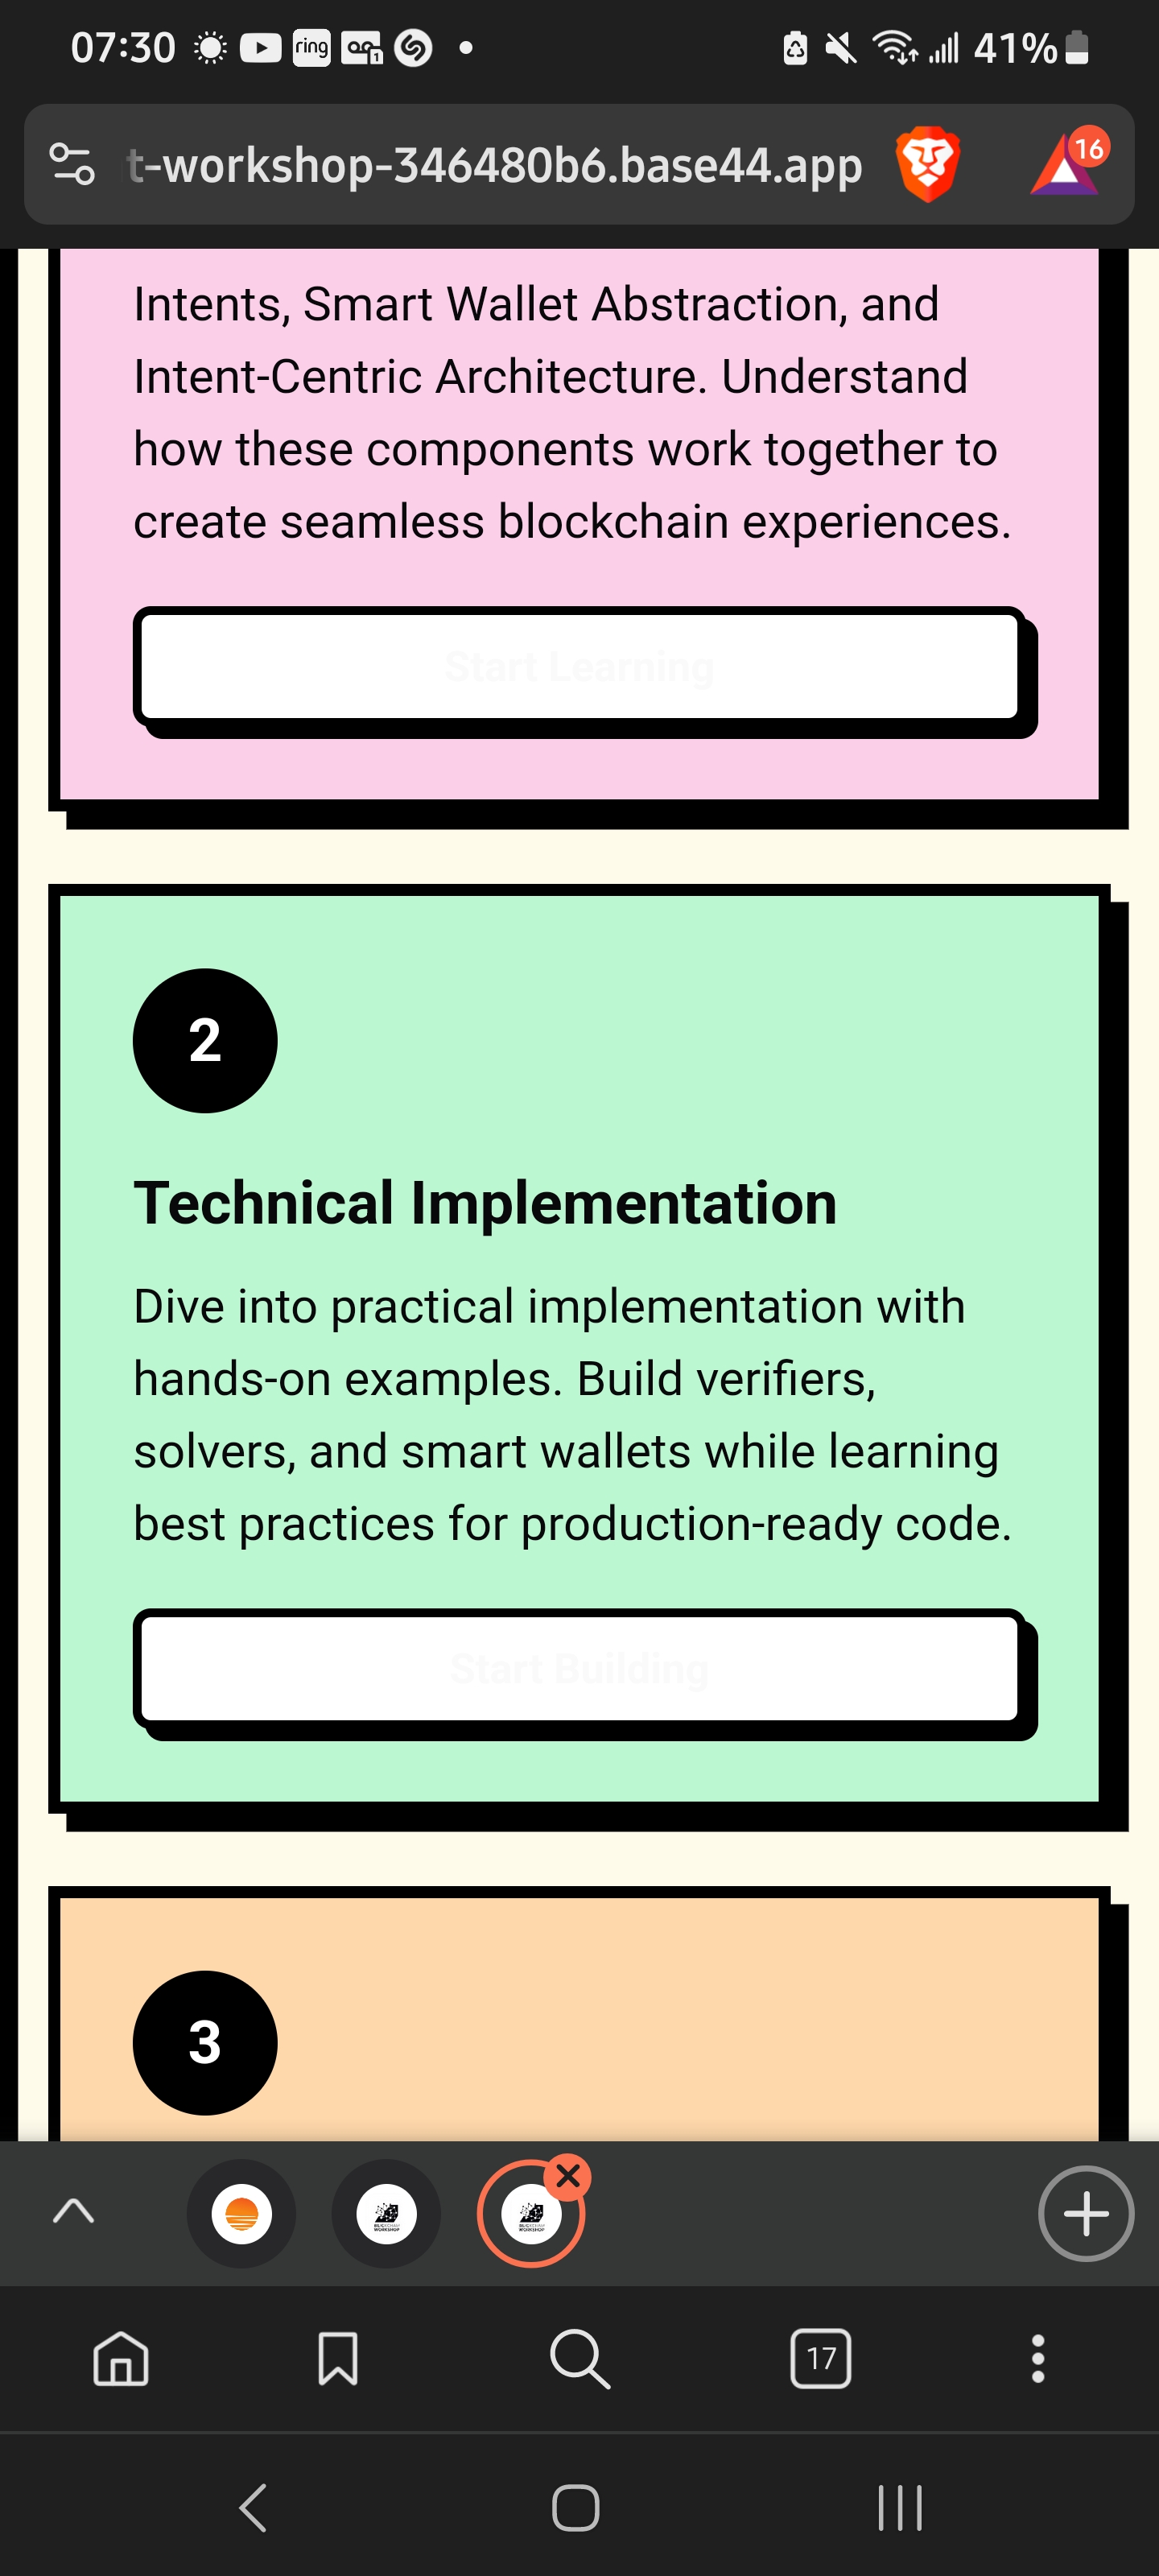 07:30
ring
1
41%
t-workshop-346480b6.base44.app
16
Intents, Smart Wallet Abstraction, and
Intent-Centric Architecture. Understand
how these components work together to
create seamless blockchain experiences.
Start Learning
2
Technical Implementation
Dive into practical implementation with
hands-on examples. Build verifiers,
solvers, and smart wallets while learning
best practices for production-ready code.
Start Building
3
17